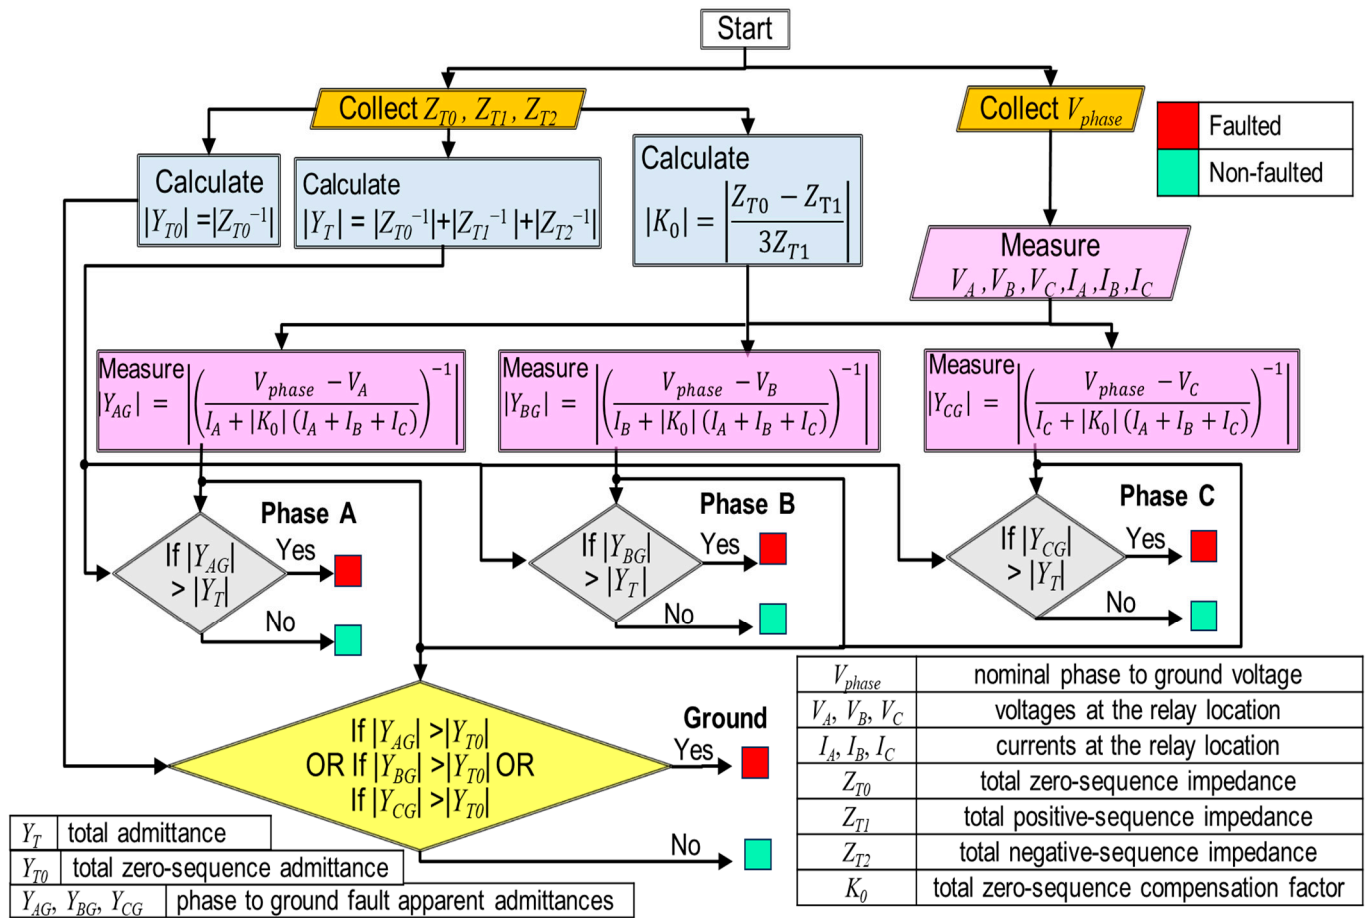 Start
Collect Z_T0, Z_T1, Z_T2
Collect V_phase
Faulted
Non-faulted
Calculate
|Y_T0| =|Z_T0⁻¹|
Calculate
|Y_T| = |Z_T0⁻¹|+|Z_T1⁻¹|+|Z_T2⁻¹|
Calculate
|K₀| = |(Z_T0 − Z_T1)/(3Z_T1)|
Measure
V_A,V_B,V_C,I_A,I_B,I_C
Measure
|Y_AG| = |((V_phase − V_A)/(I_A + |K₀| (I_A + I_B + I_C)))⁻¹|
Measure
|Y_BG| = |((V_phase − V_B)/(I_B + |K₀| (I_A + I_B + I_C)))⁻¹|
Measure
|Y_CG| = |((V_phase − V_C)/(I_C + |K₀| (I_A + I_B + I_C)))⁻¹|
Phase A
If |Y_AG|
> |Y_T|
Yes
No
Phase B
If |Y_BG|
> |Y_T|
Yes
No
Phase C
If |Y_CG|
> |Y_T|
Yes
No
Ground
If |Y_AG| >|Y_T0|
OR If |Y_BG| >|Y_T0| OR
If |Y_CG| >|Y_T0|
Yes
No
V_phase nominal phase to ground voltage
V_A, V_B, V_C voltages at the relay location
I_A, I_B, I_C currents at the relay location
Z_T0 total zero-sequence impedance
Z_T1 total positive-sequence impedance
Z_T2 total negative-sequence impedance
K_0 total zero-sequence compensation factor
Y_T total admittance
Y_T0 total zero-sequence admittance
Y_AG, Y_BG, Y_CG phase to ground fault apparent admittances